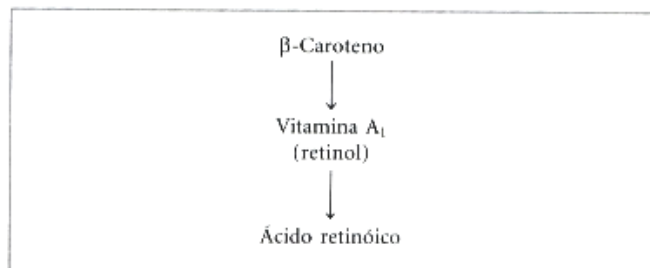 β-Caroteno
Vitamina A₁
(retinol)
Ácido retinóico